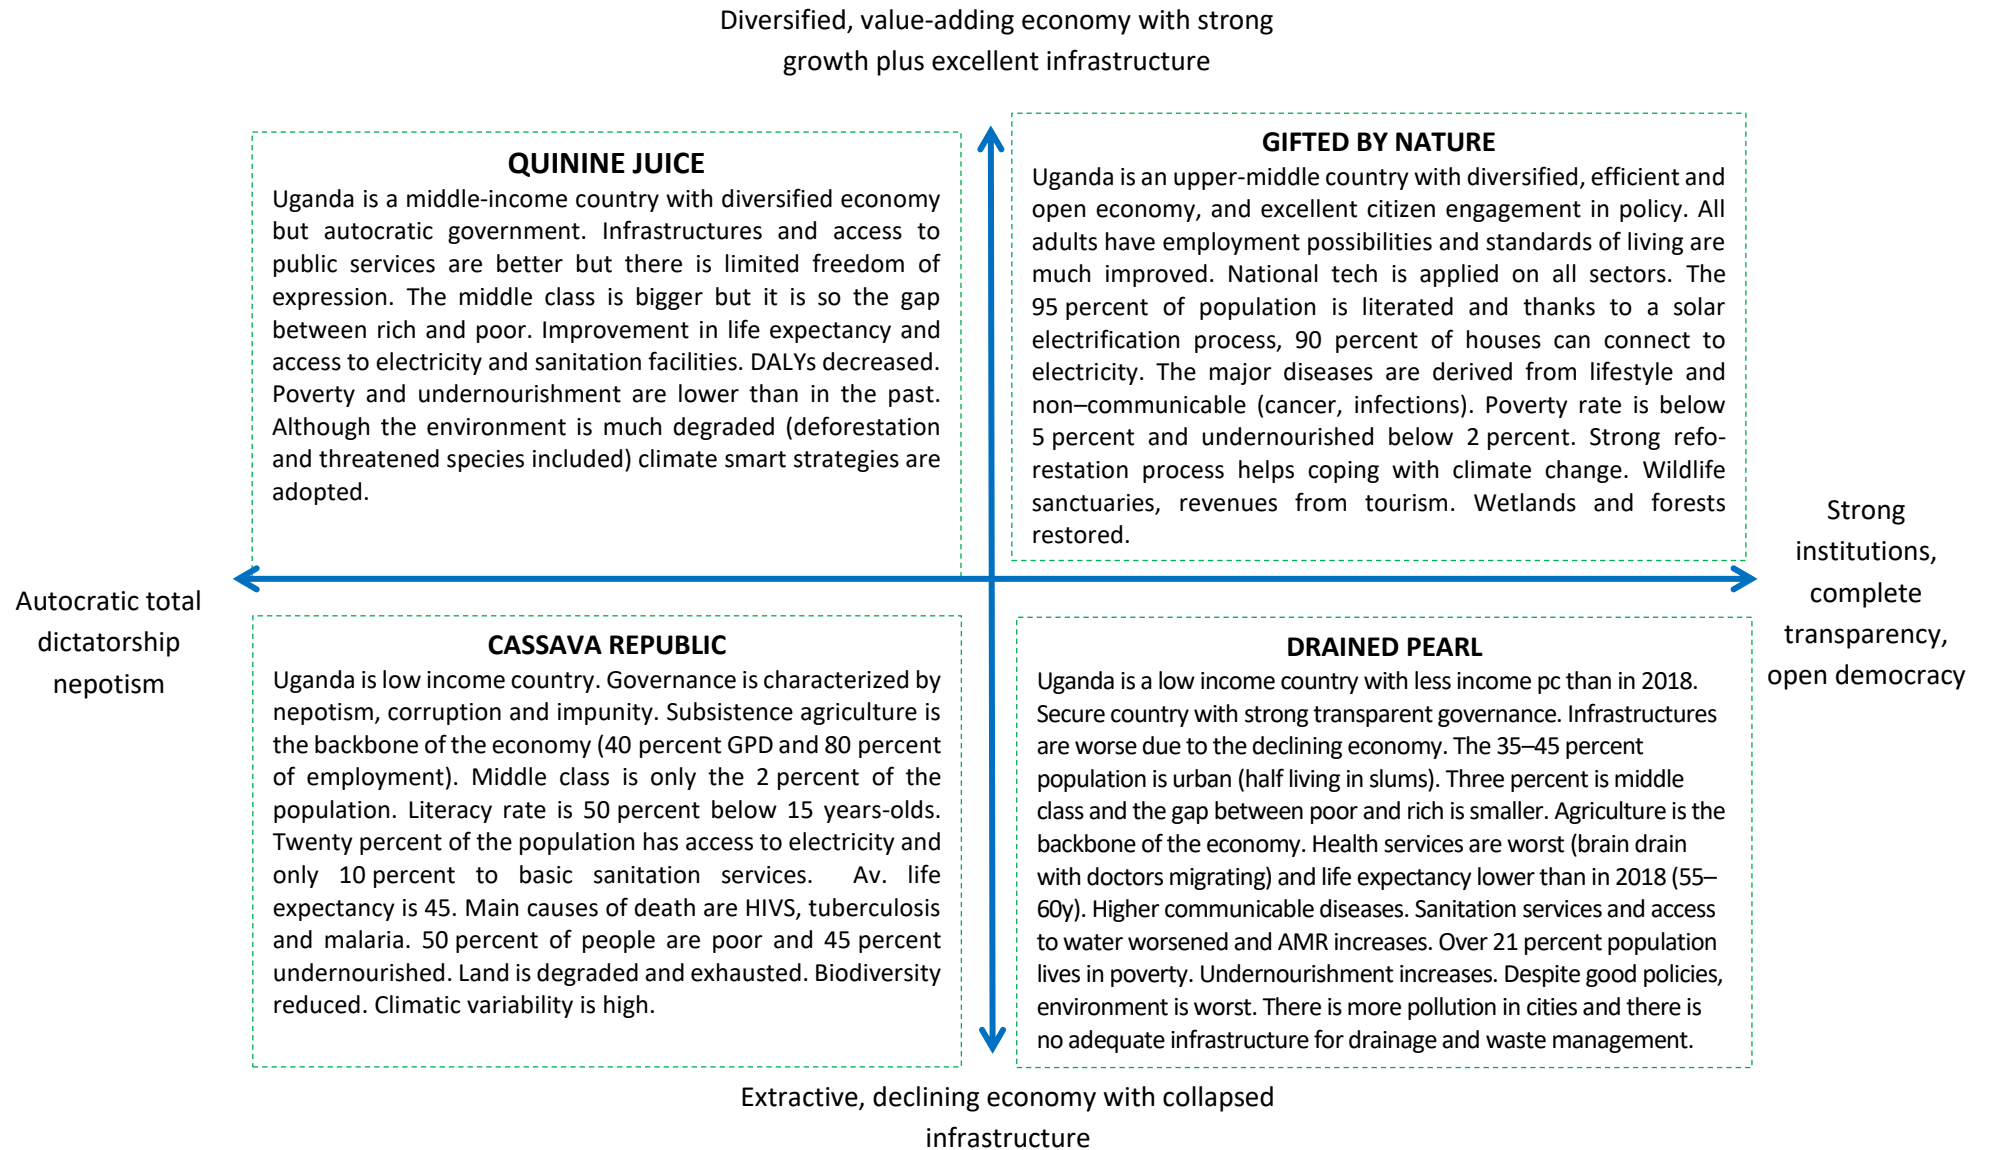 Diversified, value-adding economy with strong
growth plus excellent infrastructure
QUININE JUICE
Uganda is a middle-income country with diversified economy
but autocratic government. Infrastructures and access to
public services are better but there is limited freedom of
expression. The middle class is bigger but it is so the gap
between rich and poor. Improvement in life expectancy and
access to electricity and sanitation facilities. DALYs decreased.
Poverty and undernourishment are lower than in the past.
Although the environment is much degraded (deforestation
and threatened species included) climate smart strategies are
adopted.
GIFTED BY NATURE
Uganda is an upper-middle country with diversified, efficient and
open economy, and excellent citizen engagement in policy. All
adults have employment possibilities and standards of living are
much improved. National tech is applied on all sectors. The
95 percent of population is literated and thanks to a solar
electrification process, 90 percent of houses can connect to
electricity. The major diseases are derived from lifestyle and
non–communicable (cancer, infections). Poverty rate is below
5 percent and undernourished below 2 percent. Strong refo-
restation process helps coping with climate change. Wildlife
sanctuaries, revenues from tourism. Wetlands and forests
restored.
Autocratic total
dictatorship
nepotism
Strong
institutions,
complete
transparency,
open democracy
CASSAVA REPUBLIC
Uganda is low income country. Governance is characterized by
nepotism, corruption and impunity. Subsistence agriculture is
the backbone of the economy (40 percent GPD and 80 percent
of employment). Middle class is only the 2 percent of the
population. Literacy rate is 50 percent below 15 years-olds.
Twenty percent of the population has access to electricity and
only 10 percent to basic sanitation services. Av. life
expectancy is 45. Main causes of death are HIVS, tuberculosis
and malaria. 50 percent of people are poor and 45 percent
undernourished. Land is degraded and exhausted. Biodiversity
reduced. Climatic variability is high.
DRAINED PEARL
Uganda is a low income country with less income pc than in 2018.
Secure country with strong transparent governance. Infrastructures
are worse due to the declining economy. The 35–45 percent
population is urban (half living in slums). Three percent is middle
class and the gap between poor and rich is smaller. Agriculture is the
backbone of the economy. Health services are worst (brain drain
with doctors migrating) and life expectancy lower than in 2018 (55–
60y). Higher communicable diseases. Sanitation services and access
to water worsened and AMR increases. Over 21 percent population
lives in poverty. Undernourishment increases. Despite good policies,
environment is worst. There is more pollution in cities and there is
no adequate infrastructure for drainage and waste management.
Extractive, declining economy with collapsed
infrastructure